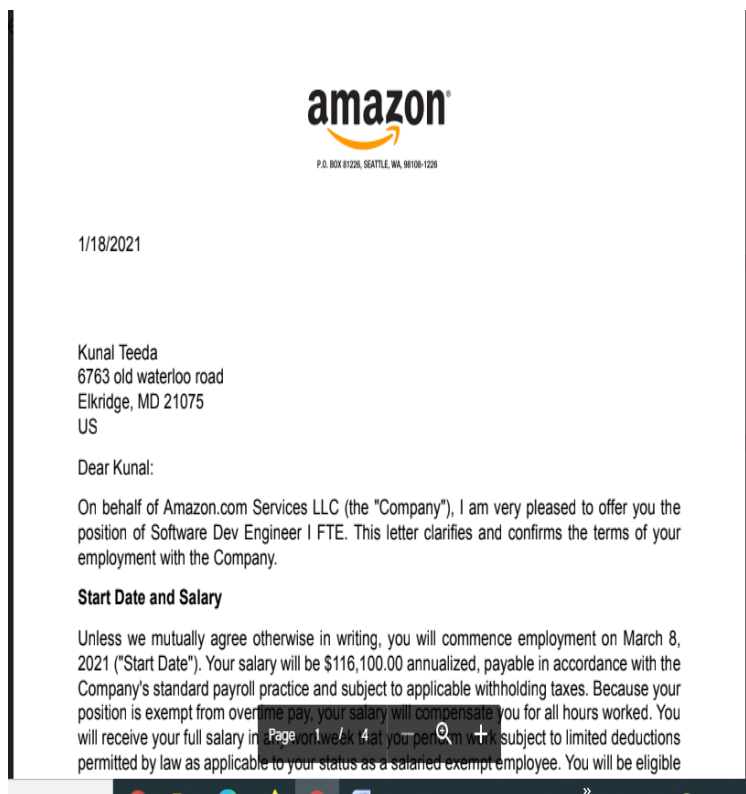 amazon®
P.O. BOX 81226, SEATTLE, WA, 98108-1226
1/18/2021
Kunal Teeda
6763 old waterloo road
Elkridge, MD 21075
US
Dear Kunal:
On behalf of Amazon.com Services LLC (the "Company"), I am very pleased to offer you the
position of Software Dev Engineer I FTE. This letter clarifies and confirms the terms of your
employment with the Company.
Start Date and Salary
Unless we mutually agree otherwise in writing, you will commence employment on March 8,
2021 ("Start Date"). Your salary will be $116,100.00 annualized, payable in accordance with the
Company's standard payroll practice and subject to applicable withholding taxes. Because your
position is exempt from overtime pay, your salary will compensate you for all hours worked. You
will receive your full salary in any workweek that you perform work subject to limited deductions
permitted by law as applicable to your status as a salaried exempt employee. You will be eligible
Page 1 / 4 — +
»